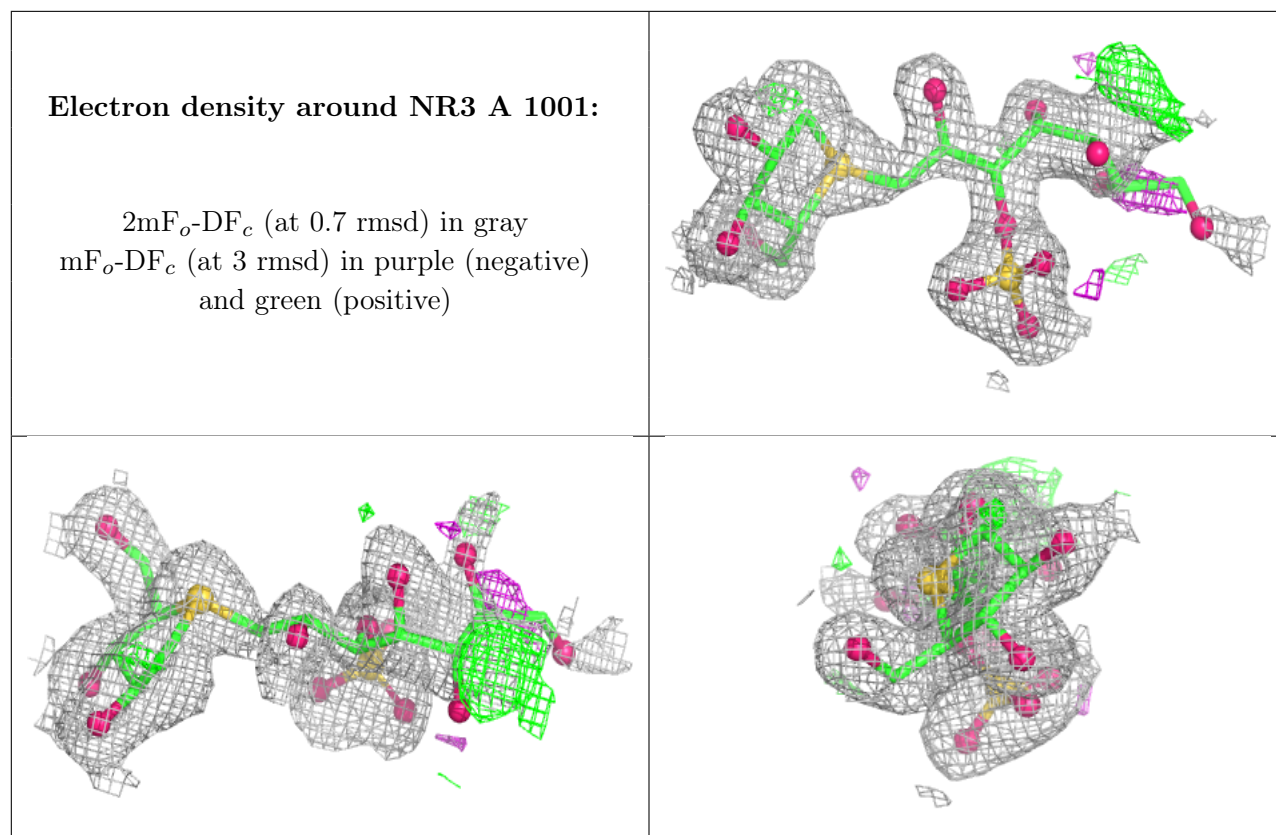 Electron density around NR3 A 1001:
2mFₒ-DF𝑐 (at 0.7 rmsd) in gray
mFₒ-DF𝑐 (at 3 rmsd) in purple (negative)
and green (positive)